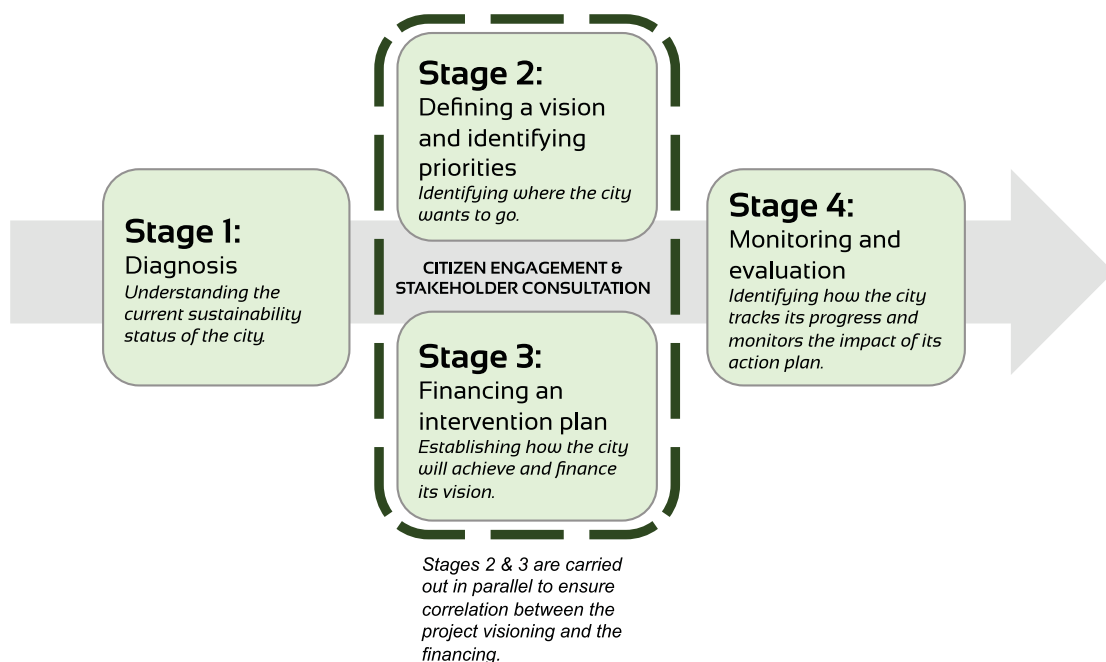 Stage 1:
Diagnosis
Understanding the
current sustainability
status of the city.
Stage 2:
Defining a vision
and identifying
priorities
Identifying where the city
wants to go.
CITIZEN ENGAGEMENT &
STAKEHOLDER CONSULTATION
Stage 3:
Financing an
intervention plan
Establishing how the city
will achieve and finance
its vision.
Stages 2 & 3 are carried
out in parallel to ensure
correlation between the
project visioning and the
financing.
Stage 4:
Monitoring and
evaluation
Identifying how the city
tracks its progress and
monitors the impact of its
action plan.